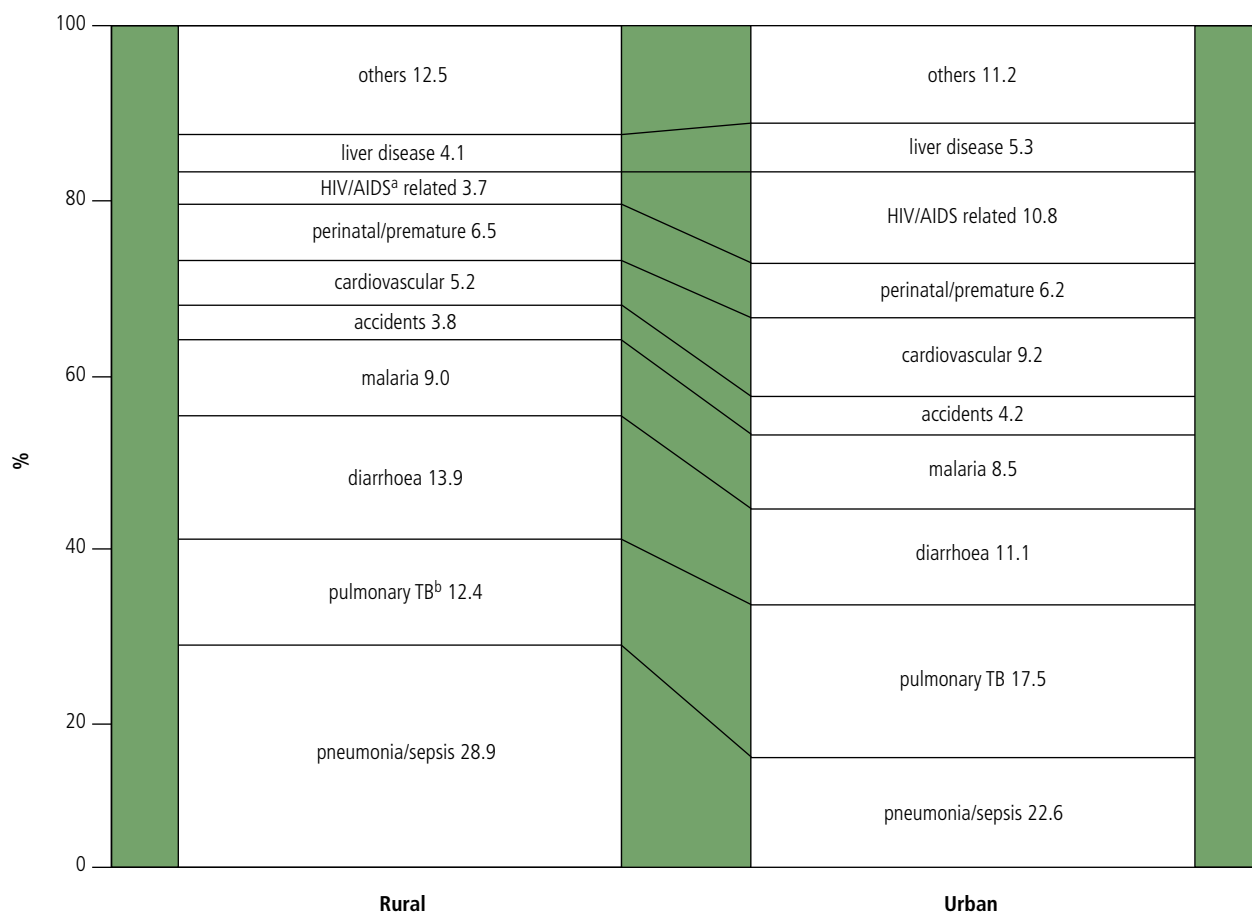 100
80
60
40
20
0
%
others 12.5
liver disease 4.1
HIV/AIDSᵃ related 3.7
perinatal/premature 6.5
cardiovascular 5.2
accidents 3.8
malaria 9.0
diarrhoea 13.9
pulmonary TBᵇ 12.4
pneumonia/sepsis 28.9
Rural
others 11.2
liver disease 5.3
HIV/AIDS related 10.8
perinatal/premature 6.2
cardiovascular 9.2
accidents 4.2
malaria 8.5
diarrhoea 11.1
pulmonary TB 17.5
pneumonia/sepsis 22.6
Urban